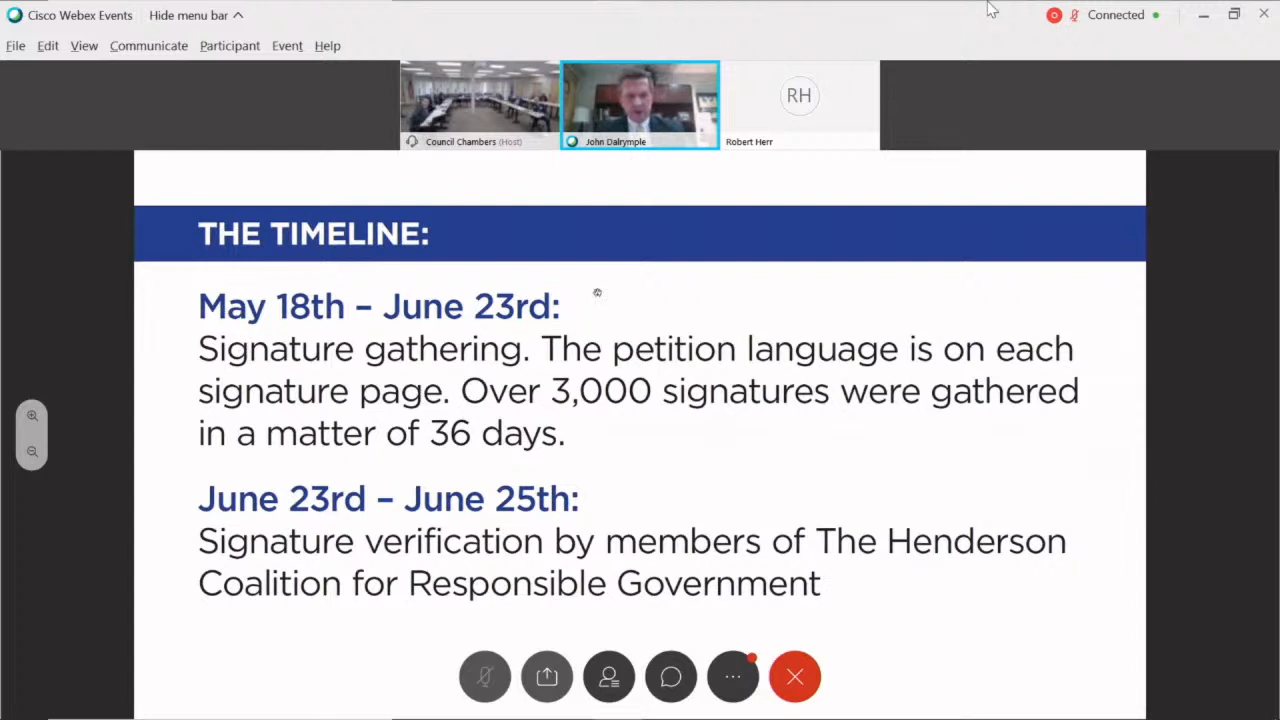 Cisco Webex Events
Hide menu bar
Connected
File Edit View Communicate Participant Event Help
RH
Council Chambers (Host)
John Dalrymple
Robert Herr
THE TIMELINE:
May 18th – June 23rd:
Signature gathering. The petition language is on each
signature page. Over 3,000 signatures were gathered
in a matter of 36 days.
June 23rd – June 25th:
Signature verification by members of The Henderson
Coalition for Responsible Government